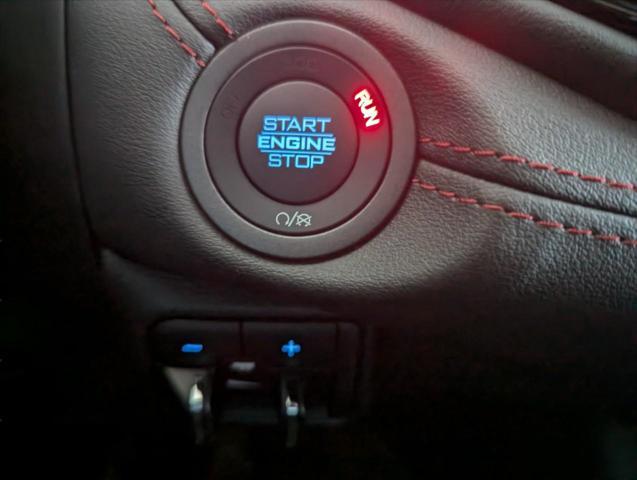 RUN
START
ENGINE
STOP
- +